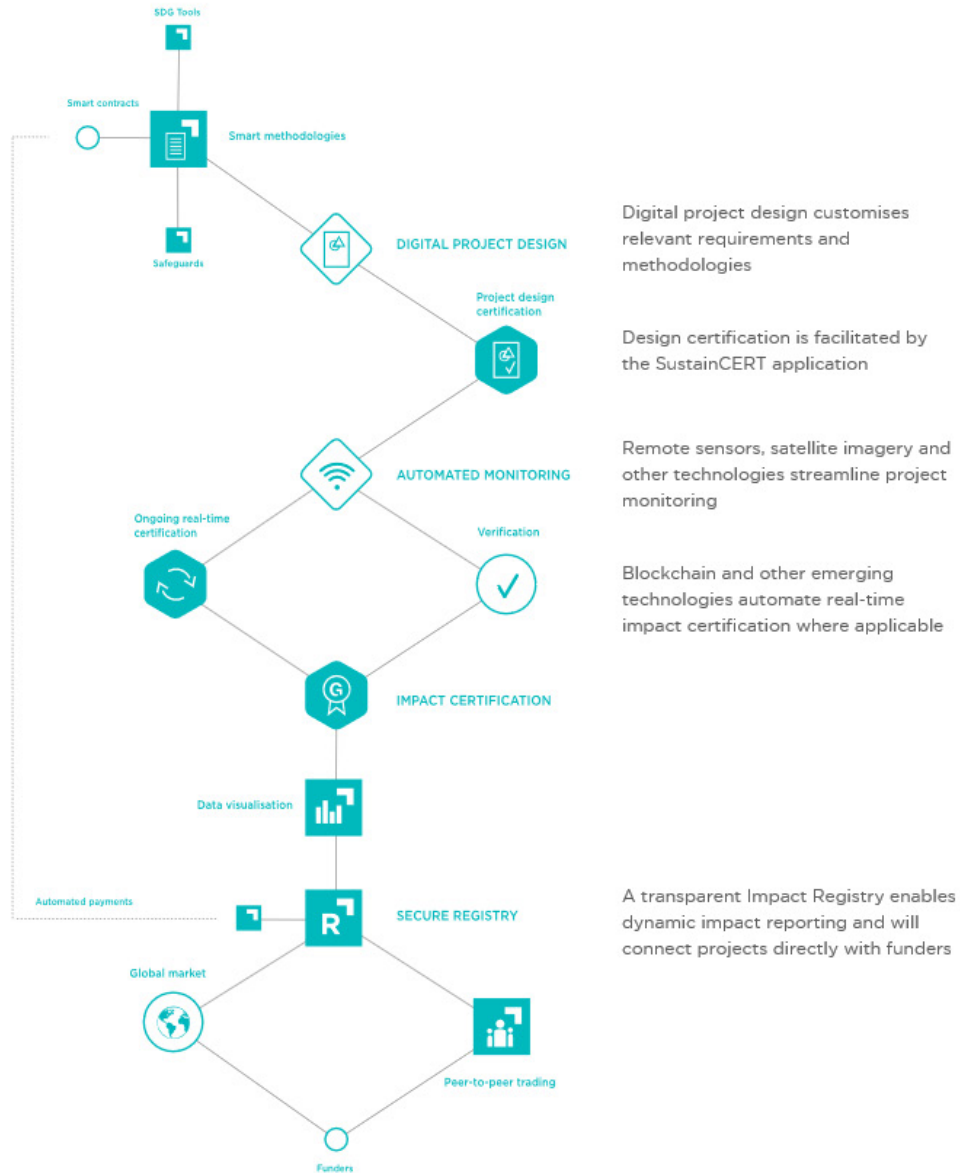 SDG Tools
Smart contracts
Smart methodologies
Safeguards
DIGITAL PROJECT DESIGN
Digital project design customises
relevant requirements and
methodologies
Project design
certification
Design certification is facilitated by
the SustainCERT application
AUTOMATED MONITORING
Remote sensors, satellite imagery and
other technologies streamline project
monitoring
Ongoing real-time
certification
Verification
Blockchain and other emerging
technologies automate real-time
impact certification where applicable
G
IMPACT CERTIFICATION
Data visualisation
Automated payments
R
SECURE REGISTRY
A transparent Impact Registry enables
dynamic impact reporting and will
connect projects directly with funders
Global market
Peer-to-peer trading
Funders